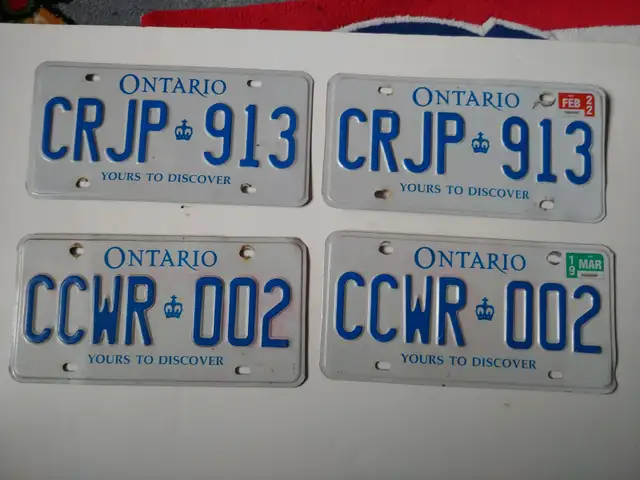 ONTARIO
CRJP 913
YOURS TO DISCOVER
ONTARIO
FEB 22
CRJP 913
YOURS TO DISCOVER
ONTARIO
CCWR 002
YOURS TO DISCOVER
ONTARIO
19 MAR
CCWR 002
YOURS TO DISCOVER